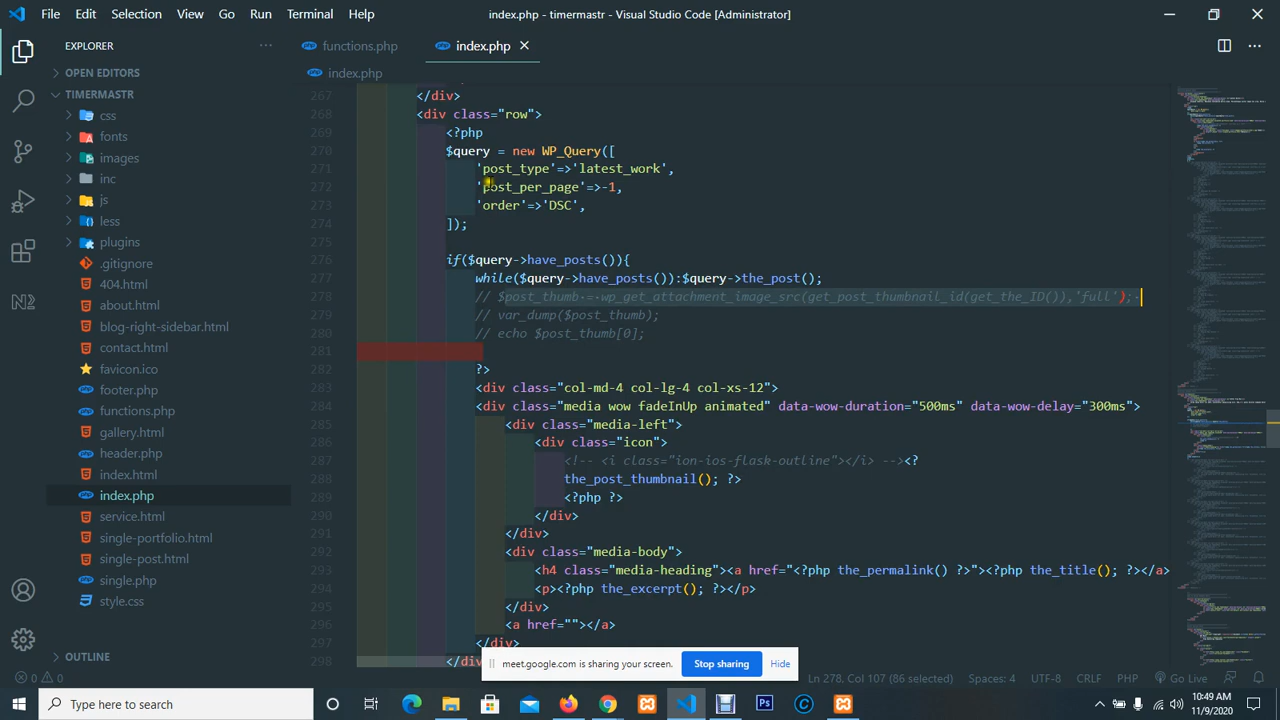 File Edit Selection View Go Run Terminal Help index.php - timermastr - Visual Studio Code [Administrator]
EXPLORER
functions.php index.php
OPEN EDITORS
index.php
TIMERMASTR
css
fonts
images
inc
js
less
plugins
.gitignore
404.html
about.html
blog-right-sidebar.html
contact.html
favicon.ico
footer.php
functions.php
gallery.html
header.php
index.html
index.php
service.html
single-portfolio.html
single-post.html
single.php
style.css
OUTLINE
267 </div>
268 <div class="row">
269 <?php
270 $query = new WP_Query([
271 'post_type'=>'latest_work',
272 'post_per_page'=>-1,
273 'order'=>'DSC',
274 ]);
275
276 if($query->have_posts()){
277 while($query->have_posts()):$query->the_post();
278 // $post_thumb = wp_get_attachment_image_src(get_post_thumbnail_id(get_the_ID()),'full');
279 // var_dump($post_thumb);
280 // echo $post_thumb[0];
281
282 ?>
283 <div class="col-md-4 col-lg-4 col-xs-12">
284 <div class="media wow fadeInUp animated" data-wow-duration="500ms" data-wow-delay="300ms">
285 <div class="media-left">
286 <div class="icon">
287 <!-- <i class="ion-ios-flask-outline"></i> --><?
288 the_post_thumbnail(); ?>
289 <?php ?>
290 </div>
291 </div>
292 <div class="media-body">
293 <h4 class="media-heading"><a href="<?php the_permalink() ?>"><?php the_title(); ?></a>
294 <p><?php the_excerpt(); ?></p>
295 </div>
296 <a href=""></a>
297 </div>
298 </div>
meet.google.com is sharing your screen. Stop sharing Hide
0 0 Ln 278, Col 107 (86 selected) Spaces: 4 UTF-8 CRLF PHP Go Live
Type here to search
10:49 AM
11/9/2020